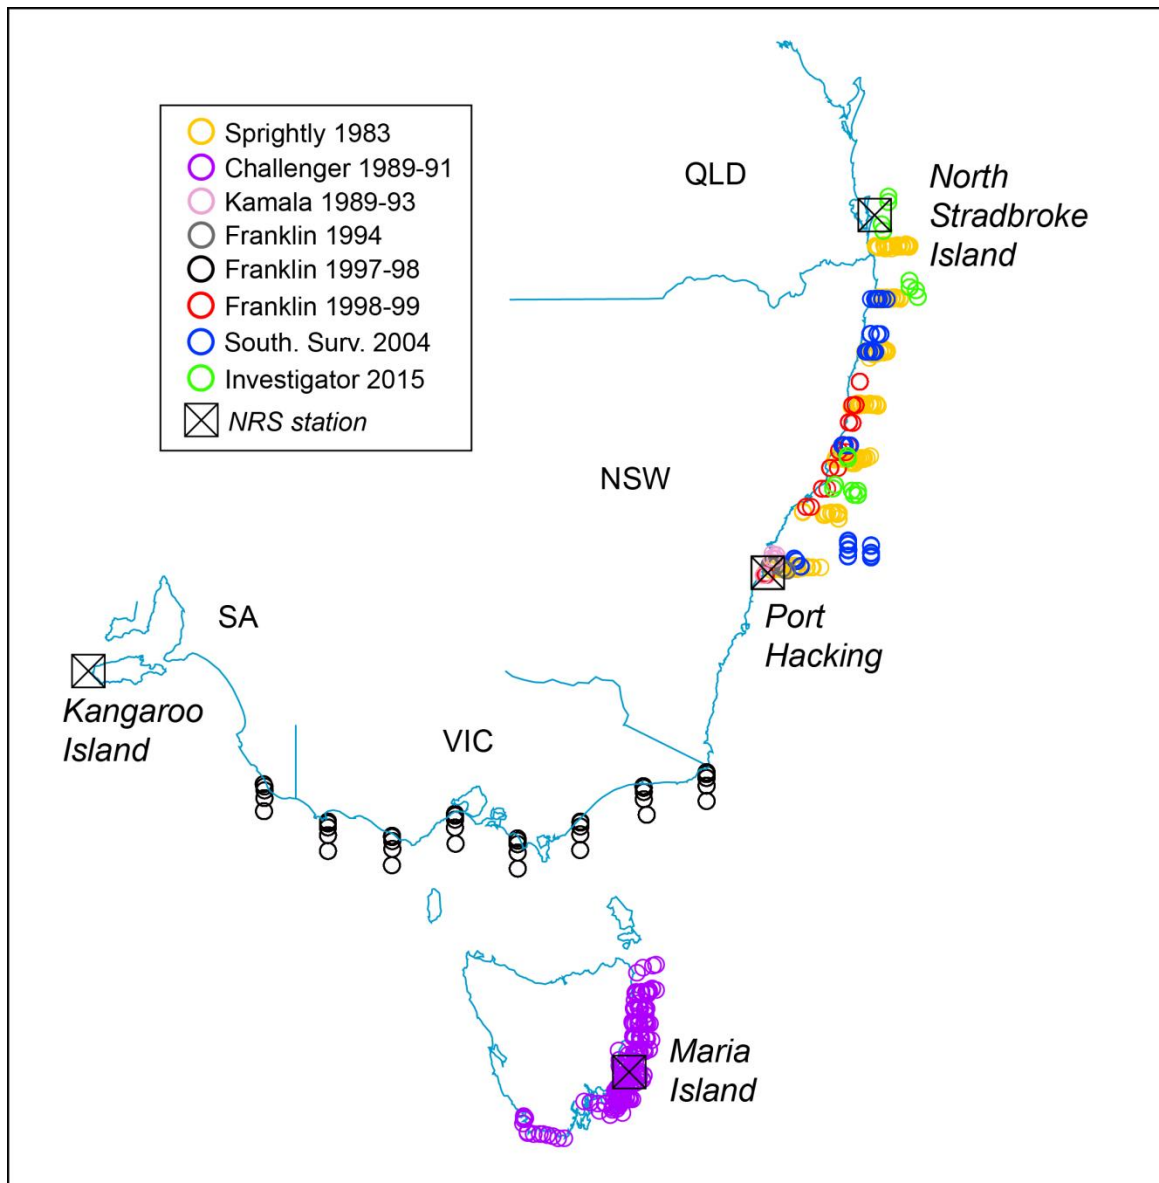 Sprightly 1983
Challenger 1989-91
Kamala 1989-93
Franklin 1994
Franklin 1997-98
Franklin 1998-99
South. Surv. 2004
Investigator 2015
NRS station
QLD
North
Stradbroke
Island
NSW
Port
Hacking
SA
Kangaroo
Island
VIC
Maria
Island